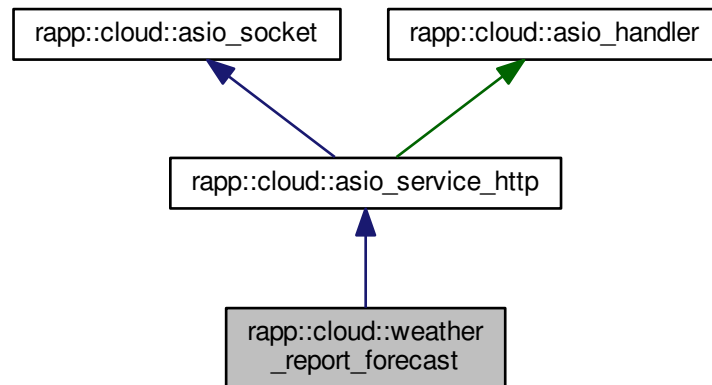 rapp::cloud::asio_socket
rapp::cloud::asio_handler
rapp::cloud::asio_service_http
rapp::cloud::weather
_report_forecast